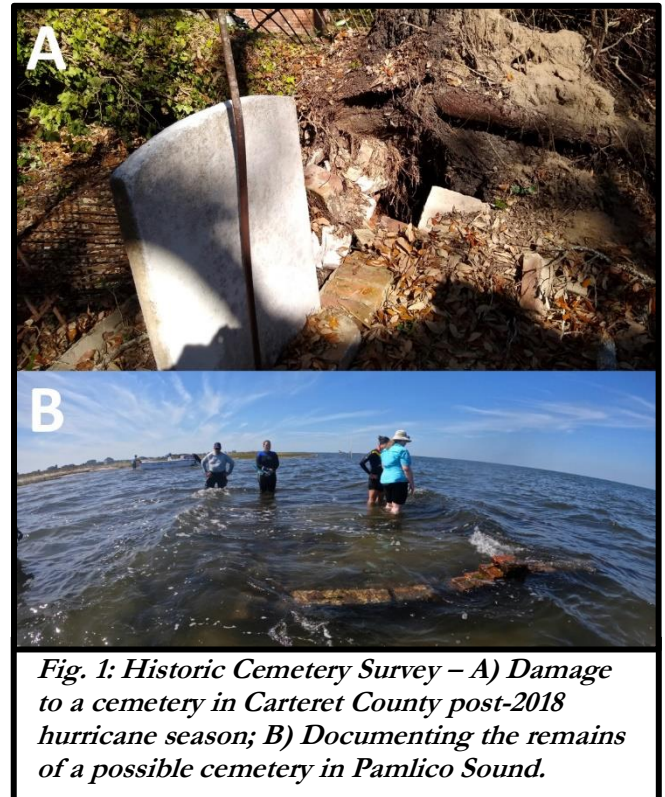 A
B
Fig. 1: Historic Cemetery Survey – A) Damage
to a cemetery in Carteret County post-2018
hurricane season; B) Documenting the remains
of a possible cemetery in Pamlico Sound.